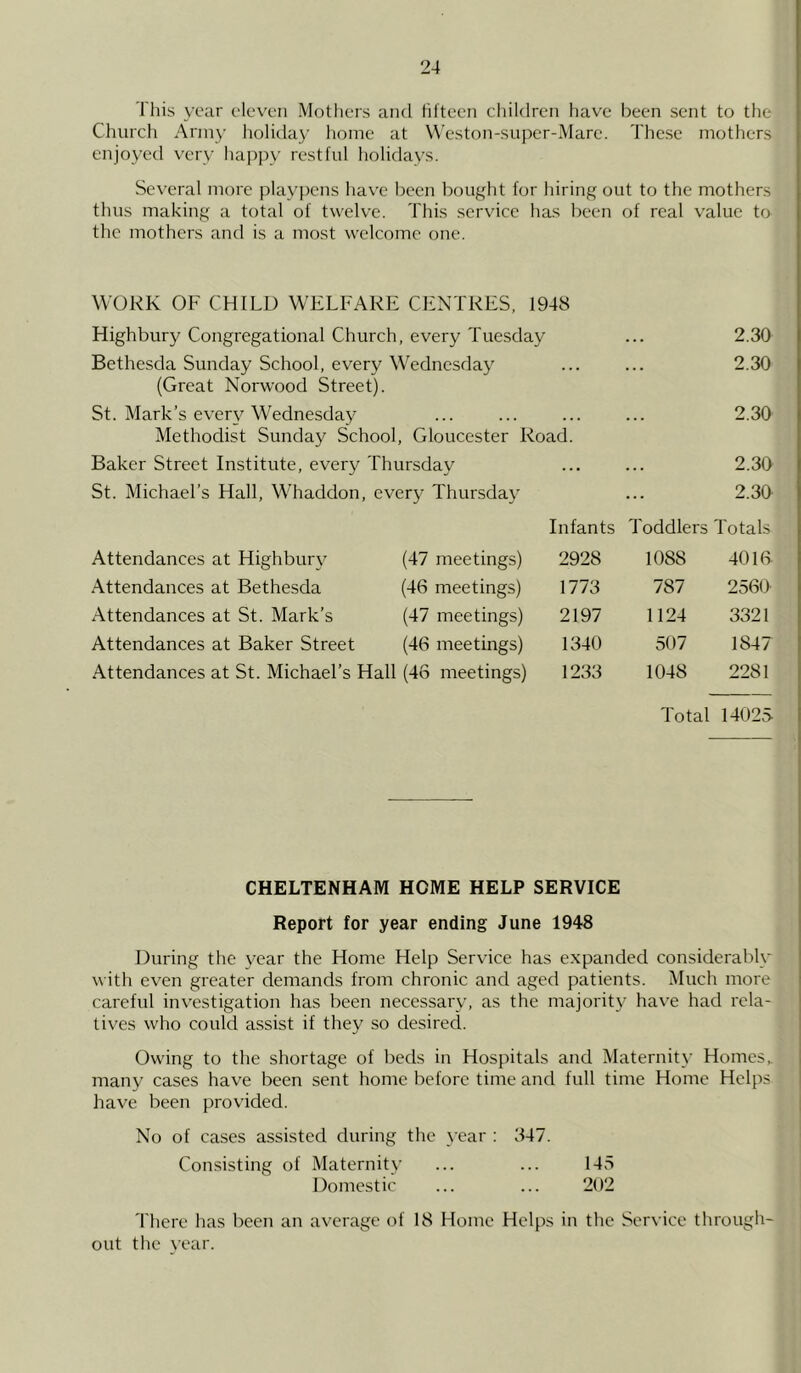 24
This year eleven Mothers and fifteen children have been sent to the
Church Army holiday home at Weston-super-Mare. These mothers
enjoyed very happy restful holidays.
Several more playpens have been bought for hiring out to the mothers
thus making a total of twelve. This service has been of real value to
the mothers and is a most welcome one.
WORK OF CHILD WELFARE CENTRES, 1948
Highbury Congregational Church, every Tuesday ... 2.30
Bethesda Sunday School, every Wednesday ... ... 2.30
(Great Norwood Street).
St. Mark's every Wednesday ... ... ... ... 2.30
Methodist Sunday School, Gloucester Road.
Baker Street Institute, every Thursday ... ... 2.30
St. Michael's Hall, Whaddon, every Thursday ... 2.30
Infants Toddlers Totals
Attendances at Highbury (47 meetings) 2928 1088 4016
Attendances at Bethesda (46 meetings) 1773 787 2560
Attendances at St. Mark's (47 meetings) 2197 1124 3321
Attendances at Baker Street (46 meetings) 1340 507 1847
Attendances at St. Michael's Hall (46 meetings) 1233 1048 2281
Total 14025
CHELTENHAM HOME HELP SERVICE
Report for year ending June 1948
During the year the Home Help Service has expanded considerably
with even greater demands from chronic and aged patients. Much more
careful investigation has been necessary, as the majority have had rela-
tives who could assist if they so desired.
Owing to the shortage of beds in Hospitals and Maternity Homes,
many cases have been sent home before time and full time Home Helps
have been provided.
No of cases assisted during the year : 347.
Consisting of Maternity ... ... 145
Domestic ... ... 202
There has been an average of 18 Home Helps in the Service through-
out the year.